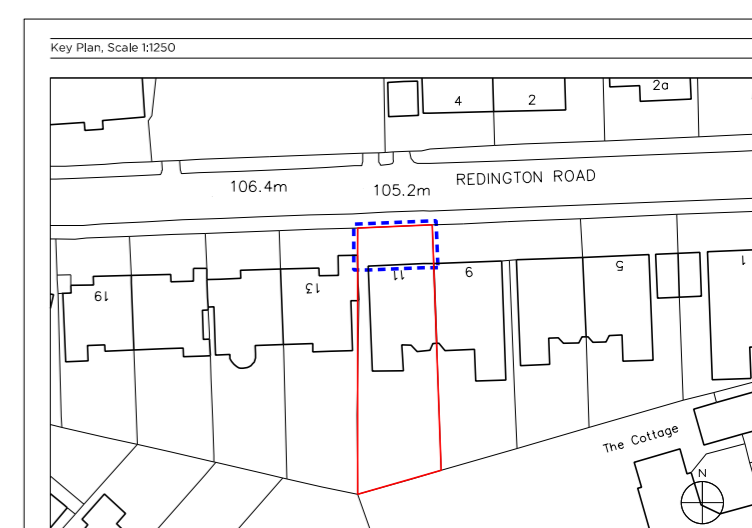 Key Plan, Scale 1:1250
4
2
2a
106.4m
105.2m
REDINGTON ROAD
19
13
11
9
5
1
The Cottage
N